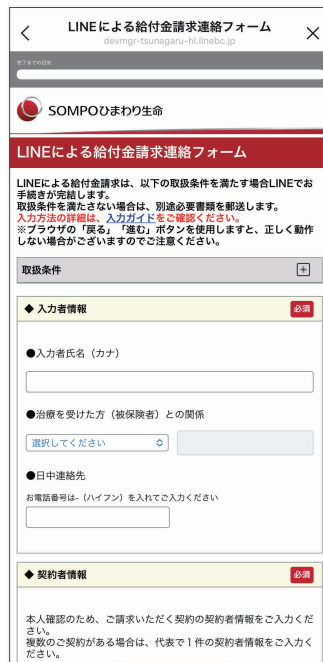 LINEによる給付金請求連絡フォーム
devmgr-tsunagaru-hl.linebc.jp
完了までの目安
SOMPOひまわり生命
LINEによる給付金請求連絡フォーム
LINEによる給付金請求は、以下の取扱条件を満たす場合LINEでお
手続きが完結します。
取扱条件を満たさない場合は、別途必要書類を郵送します。
入力方法の詳細は、入力ガイドをご確認ください。
※ブラウザの「戻る」「進む」ボタンを使用しますと、正しく動作
しない場合がございますのでご注意ください。
取扱条件
◆ 入力者情報 必須
●入力者氏名（カナ）
●治療を受けた方（被保険者）との関係
選択してください
●日中連絡先
お電話番号は-（ハイフン）を入れてご入力ください
◆ 契約者情報 必須
本人確認のため、ご請求いただく契約の契約者情報をご入力くだ
さい。
複数のご契約がある場合は、代表で１件の契約者情報をご入力く
ださい。